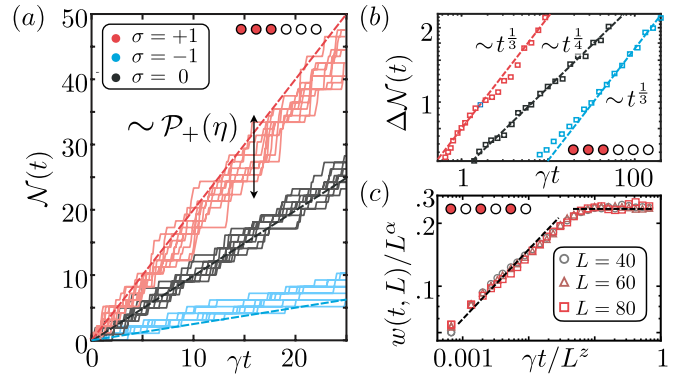 (a)
σ = +1
σ = −1
σ = 0
∼ 𝒫₊(η)
𝒩(t)
50
40
30
20
10
0
0
10
γt
20
(b)
∼t^{1/3}
∼t^{1/4}
∼t^{1/3}
Δ𝒩(t)
2
1
1
γt
100
(c)
w(t, L)/L^α
.3
0.2
.1
L = 40
L = 60
L = 80
0.001
γt/L^z
1